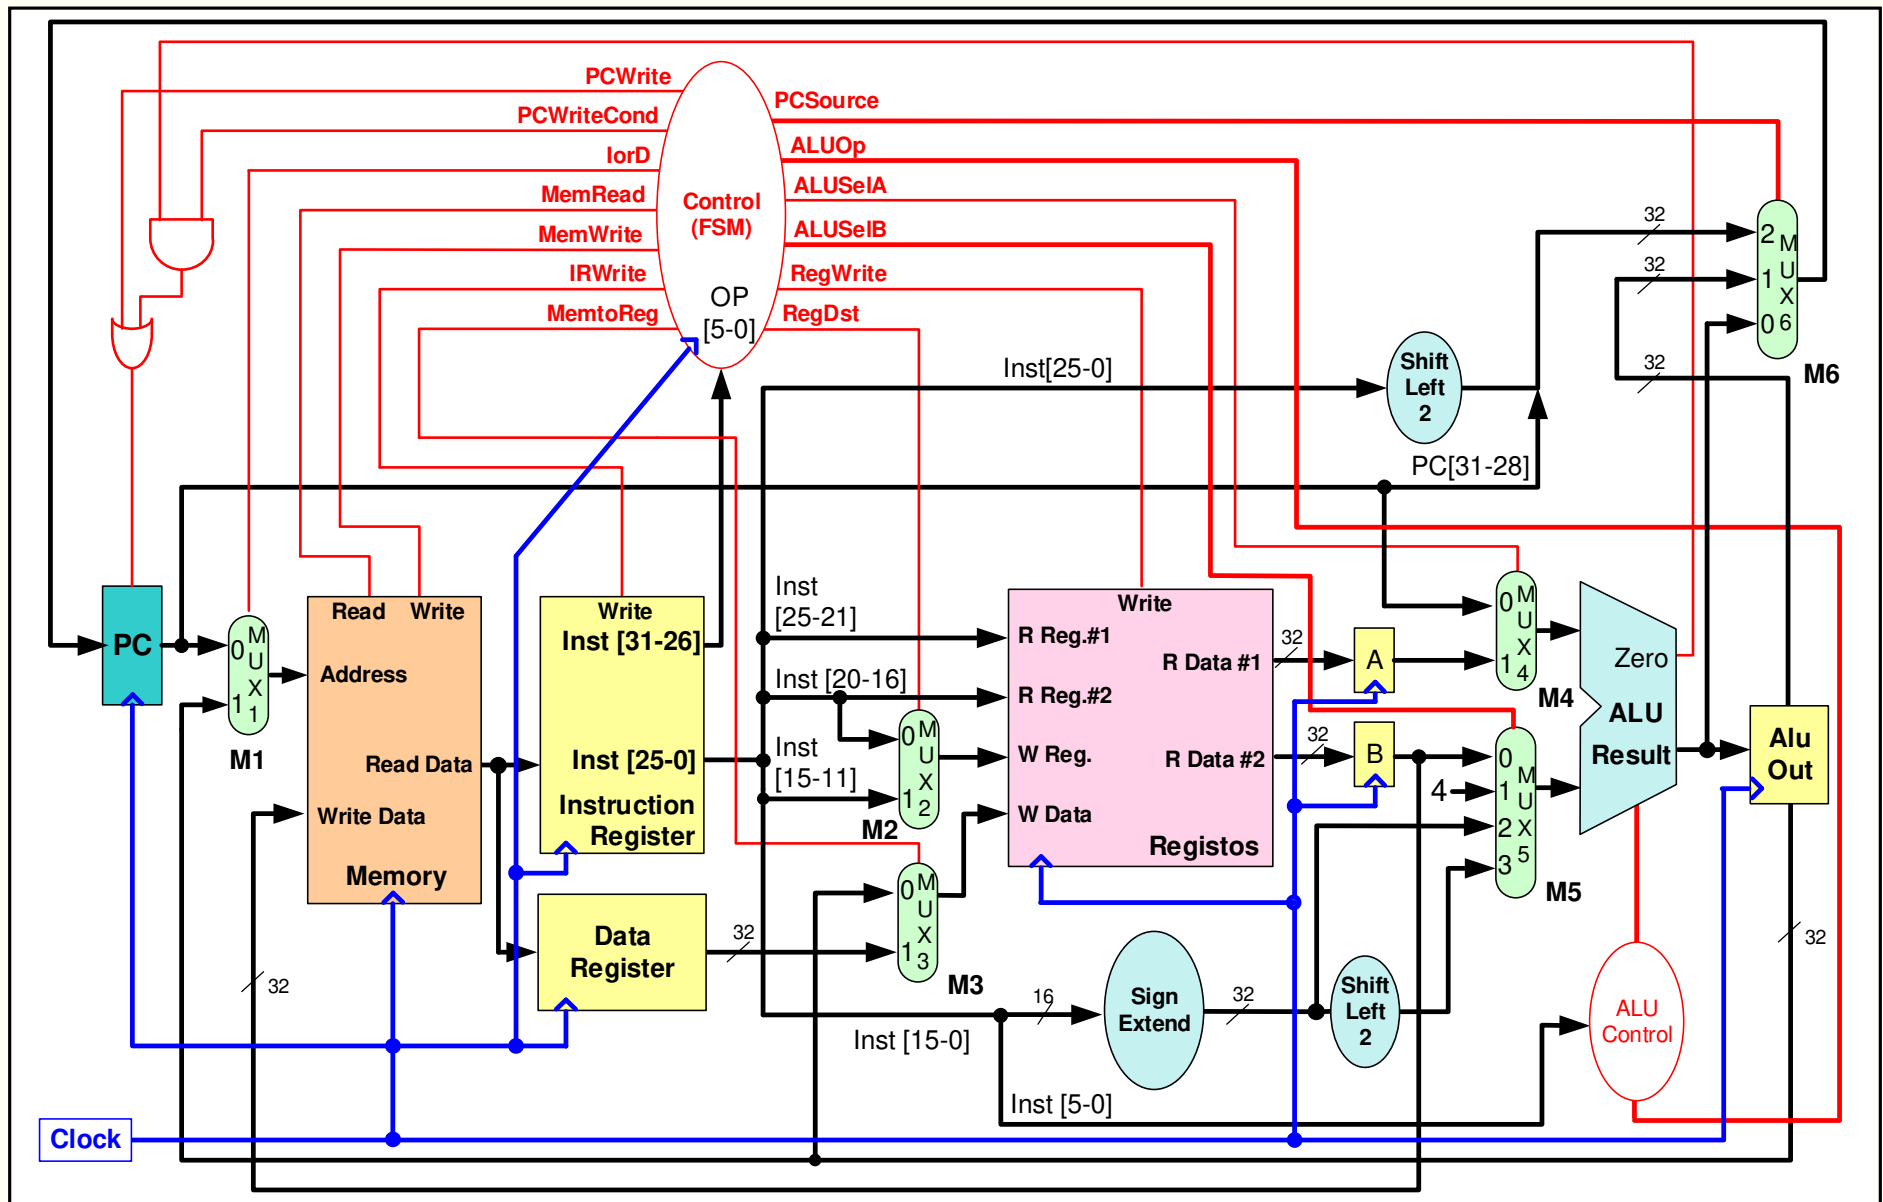 PCWrite
PCWriteCond
IorD
MemRead
MemWrite
IRWrite
MemtoReg
Control
(FSM)
OP
[5-0]
PCSource
ALUOp
ALUSelA
ALUSelB
RegWrite
RegDst
32
32
32
2
1
0
M
U
X
6
M6
Inst[25-0]
Shift
Left
2
PC[31-28]
PC
0
1
M
U
X
1
M1
Read Write
Address
Read Data
Write Data
Memory
32
Write
Inst [31-26]
Inst [25-0]
Instruction
Register
Data
Register
32
Inst
[25-21]
Inst [20-16]
Inst
[15-11]
0
1
M
U
X
2
M2
0
1
M
U
X
3
M3
Write
R Reg.#1
R Data #1
R Reg.#2
W Reg.
R Data #2
W Data
Registos
32
32
A
B
4
0
1
M
U
X
4
M4
0
1
2
3
M
U
X
5
M5
Zero
ALU
Result
Alu
Out
32
Inst [15-0]
16
Sign
Extend
32
Shift
Left
2
ALU
Control
Inst [5-0]
Clock